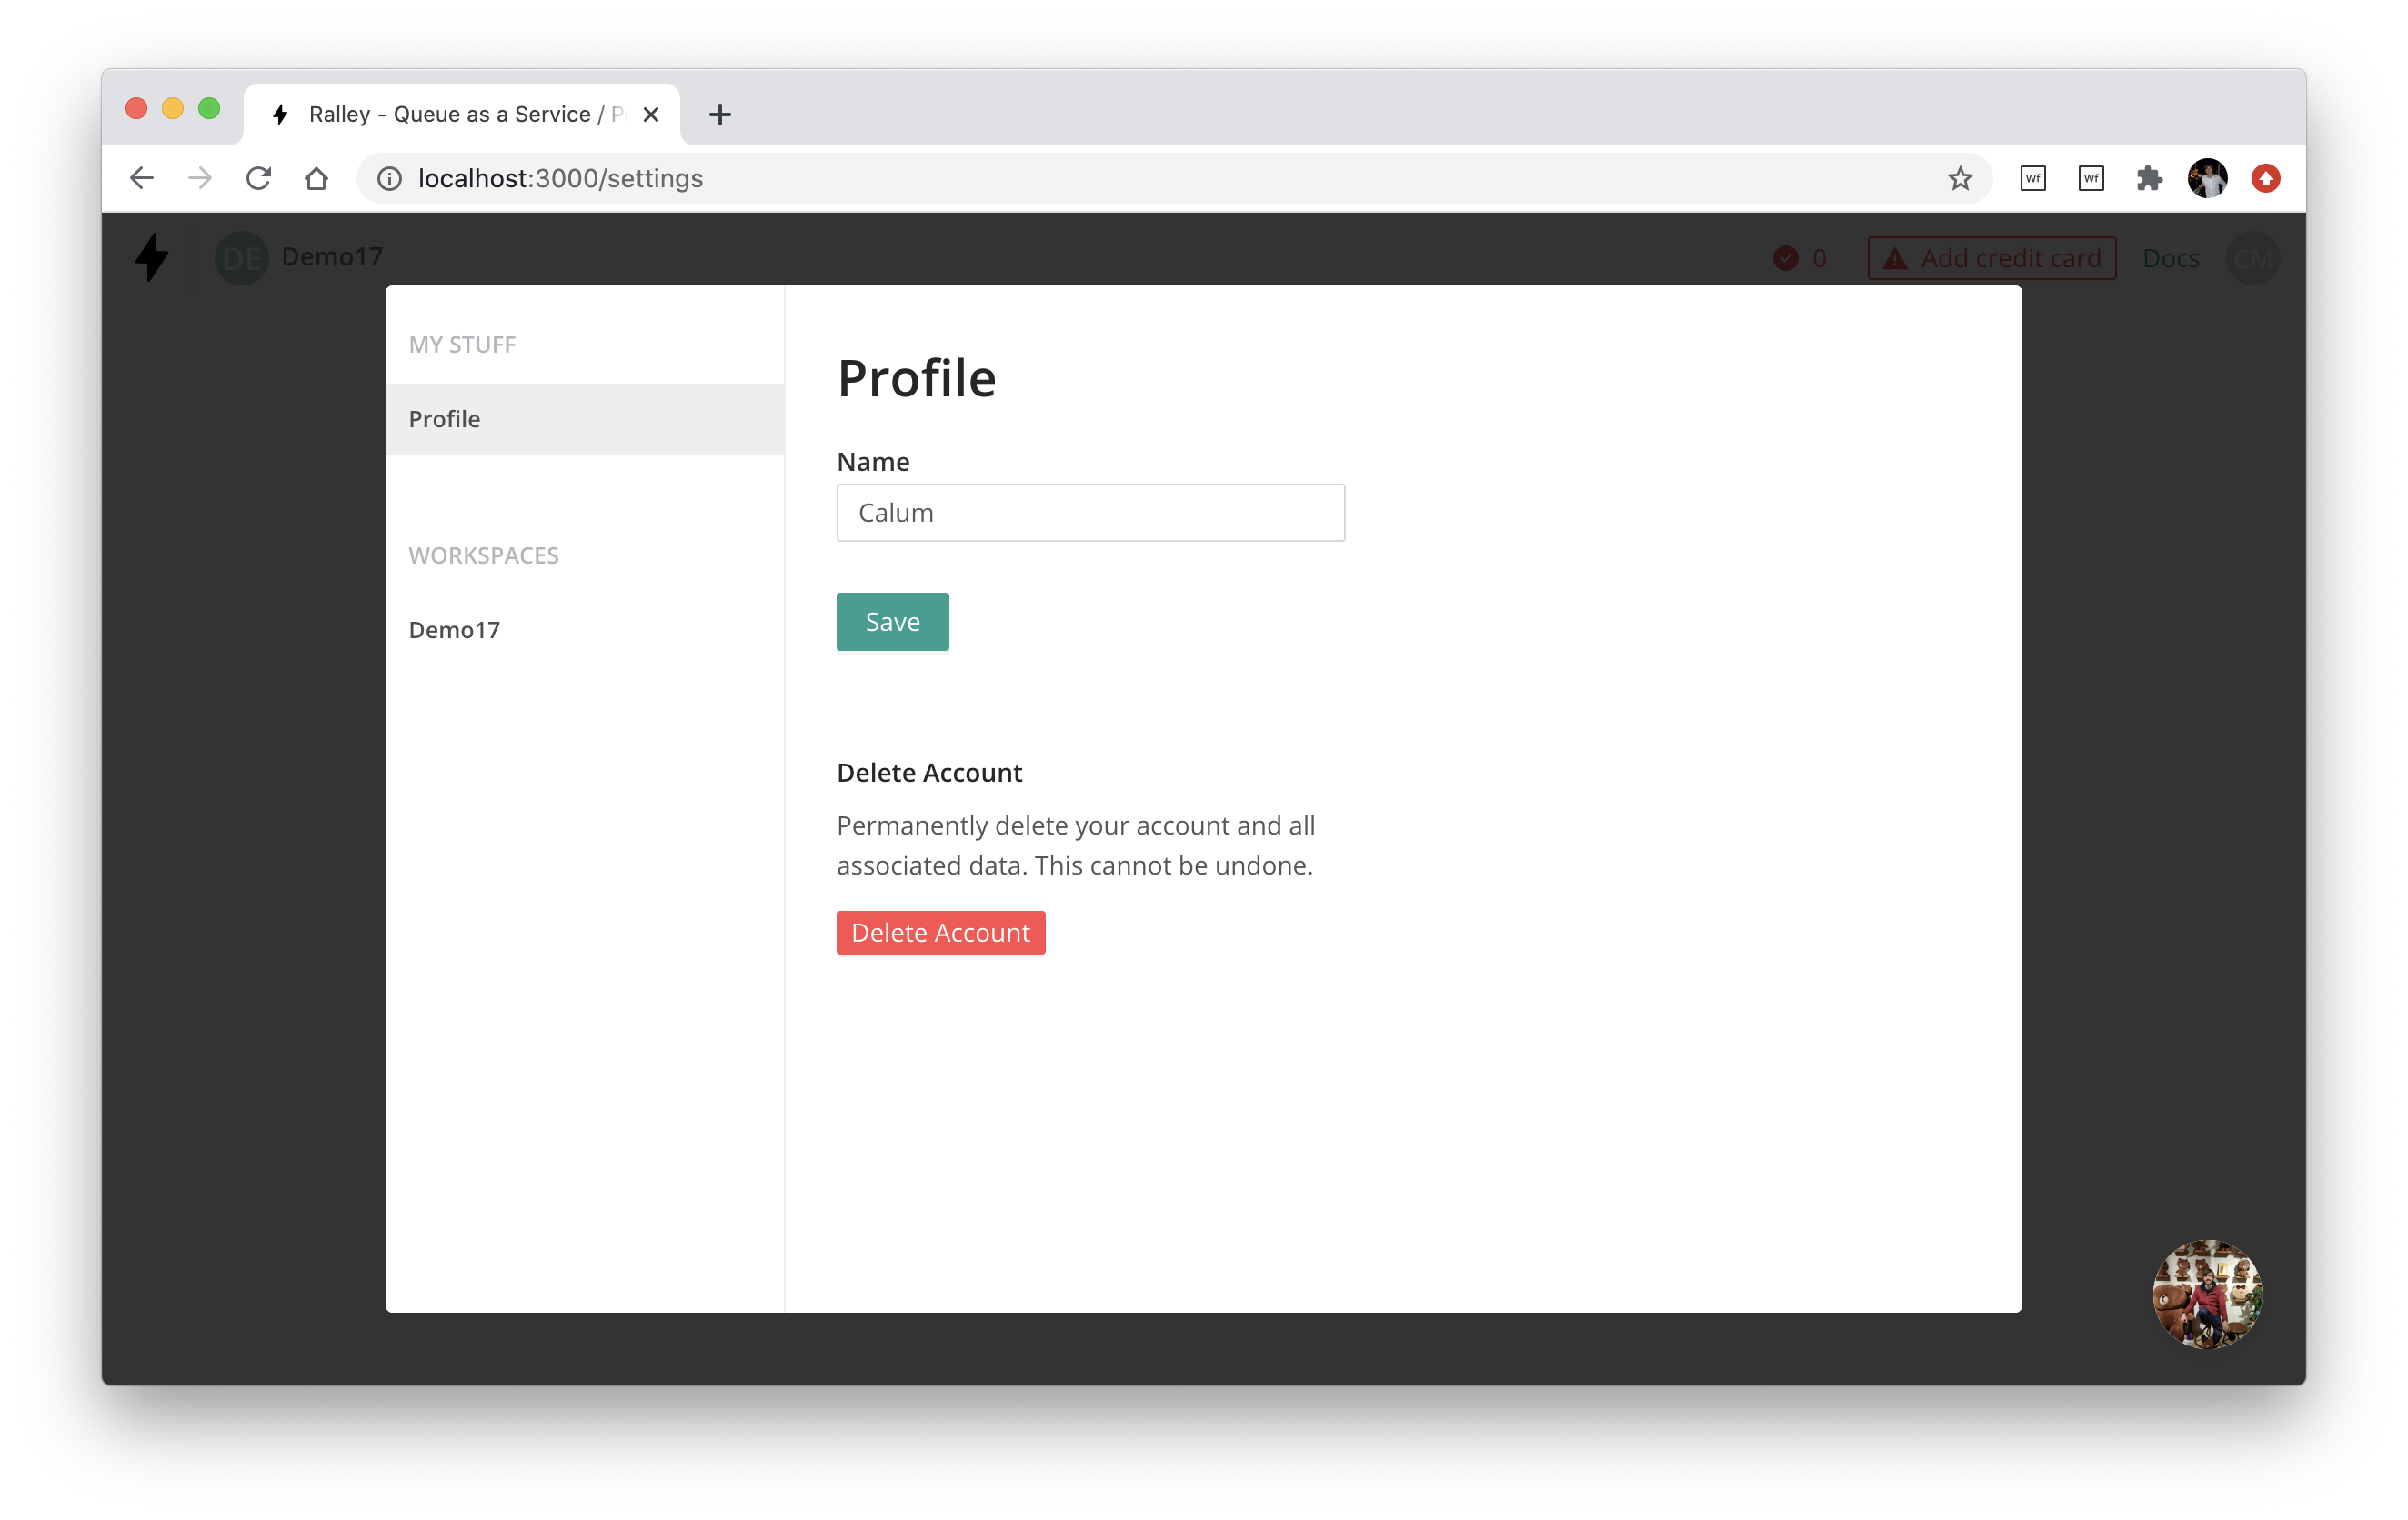 Ralley - Queue as a Service /
localhost:3000/settings
Wf
Wf
DE
Demo17
0
Add credit card
Docs
CM
MY STUFF
Profile
WORKSPACES
Demo17
Profile
Name
Calum
Save
Delete Account
Permanently delete your account and all
associated data. This cannot be undone.
Delete Account